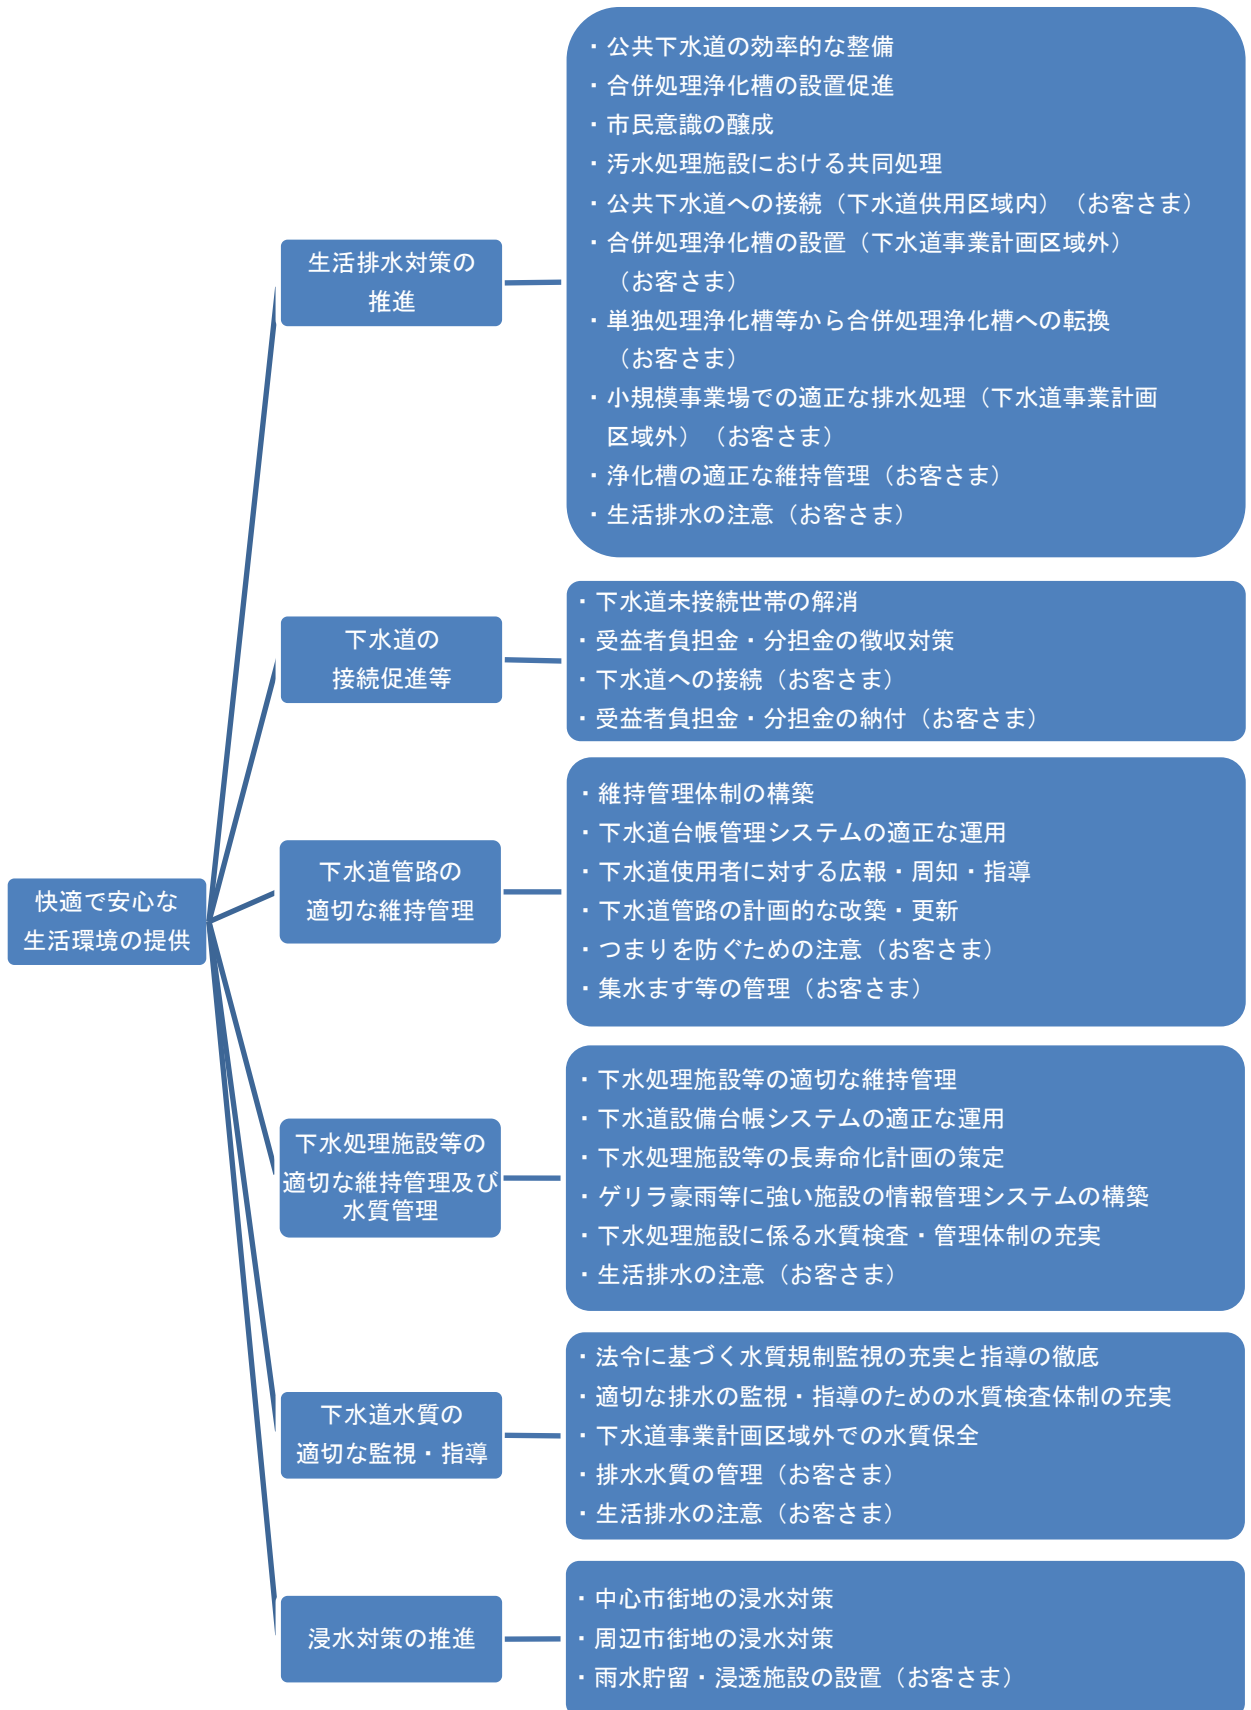 快適で安心な
生活環境の提供
生活排水対策の
推進
・公共下水道の効率的な整備
・合併処理浄化槽の設置促進
・市民意識の醸成
・汚水処理施設における共同処理
・公共下水道への接続（下水道供用区域内）（お客さま）
・合併処理浄化槽の設置（下水道事業計画区域外）
（お客さま）
・単独処理浄化槽等から合併処理浄化槽への転換
（お客さま）
・小規模事業場での適正な排水処理（下水道事業計画
区域外）（お客さま）
・浄化槽の適正な維持管理（お客さま）
・生活排水の注意（お客さま）
下水道の
接続促進等
・下水道未接続世帯の解消
・受益者負担金・分担金の徴収対策
・下水道への接続（お客さま）
・受益者負担金・分担金の納付（お客さま）
下水道管路の
適切な維持管理
・維持管理体制の構築
・下水道台帳管理システムの適正な運用
・下水道使用者に対する広報・周知・指導
・下水道管路の計画的な改築・更新
・つまりを防ぐための注意（お客さま）
・集水ます等の管理（お客さま）
下水処理施設等の
適切な維持管理及び
水質管理
・下水処理施設等の適切な維持管理
・下水道設備台帳システムの適正な運用
・下水処理施設等の長寿命化計画の策定
・ゲリラ豪雨等に強い施設の情報管理システムの構築
・下水処理施設に係る水質検査・管理体制の充実
・生活排水の注意（お客さま）
下水道水質の
適切な監視・指導
・法令に基づく水質規制監視の充実と指導の徹底
・適切な排水の監視・指導のための水質検査体制の充実
・下水道事業計画区域外での水質保全
・排水水質の管理（お客さま）
・生活排水の注意（お客さま）
浸水対策の推進
・中心市街地の浸水対策
・周辺市街地の浸水対策
・雨水貯留・浸透施設の設置（お客さま）